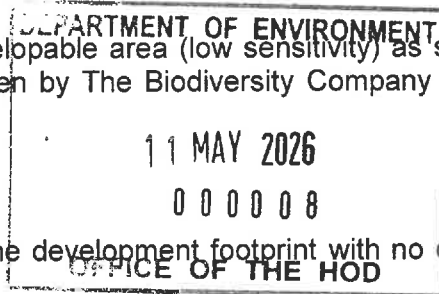 DEPARTMENT OF ENVIRONMENT
elopable area (low sensitivity) as s
en by The Biodiversity Company
11 MAY 2026
000008
he development footprint with no
OFFICE OF THE HOD